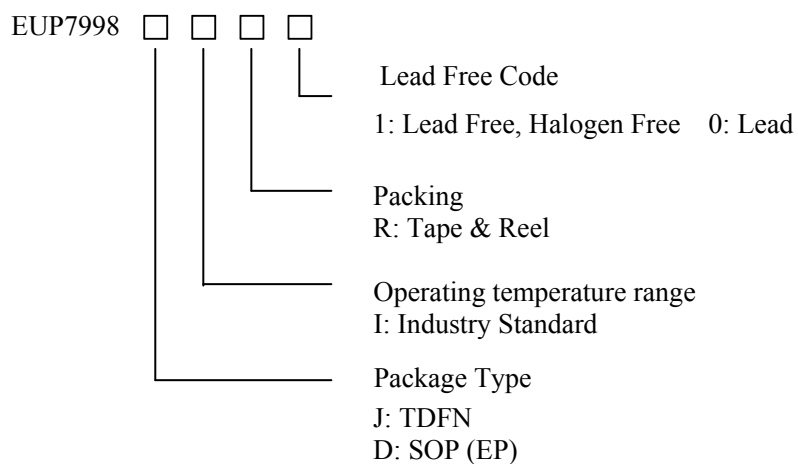 EUP7998
Lead Free Code
1: Lead Free, Halogen Free 0: Lead
Packing
R: Tape & Reel
Operating temperature range
I: Industry Standard
Package Type
J: TDFN
D: SOP (EP)